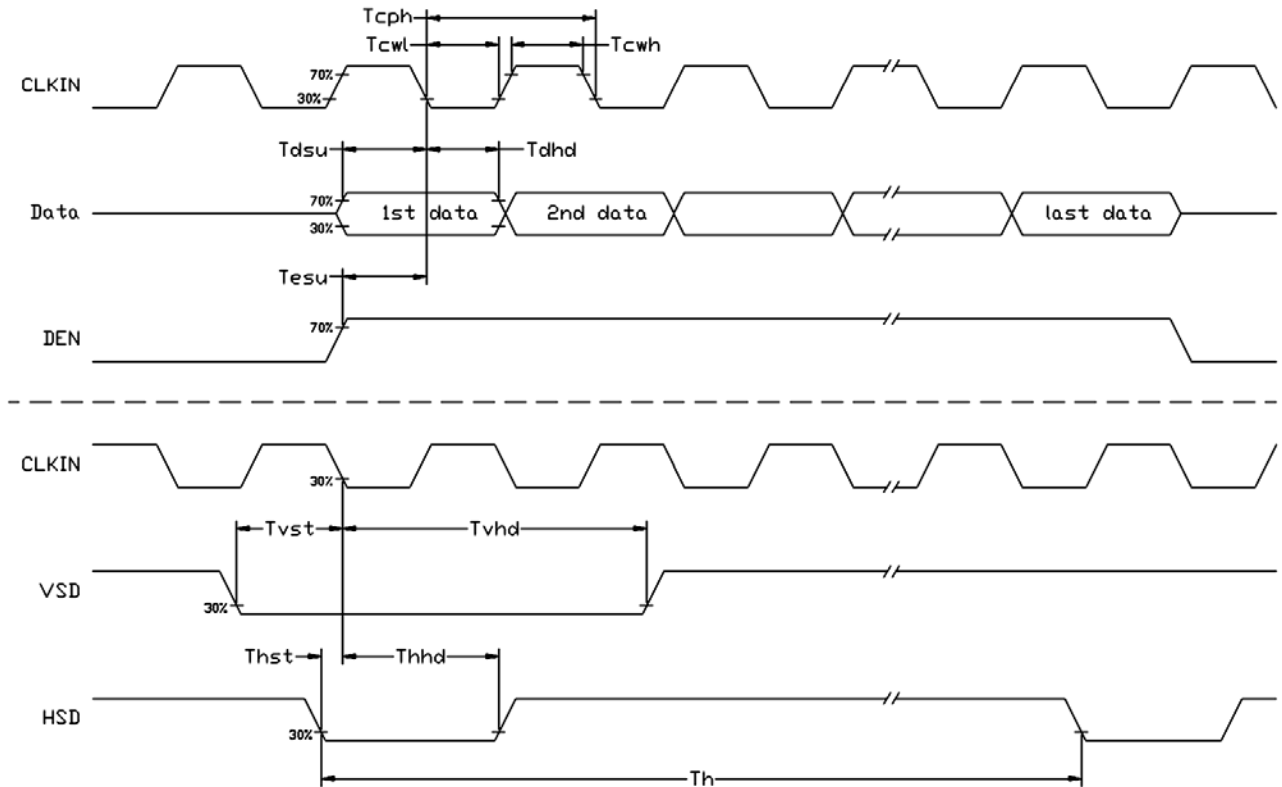 Tcph
Tcwl Tcwh
CLKIN 70%
30%
Tdsu Tdhd
Data 70% 1st data 2nd data last data
30%
Tesu
DEN 70%
CLKIN
30%
Tvst Tvhd
VSD
30%
Thst Thhd
HSD
30%
Th